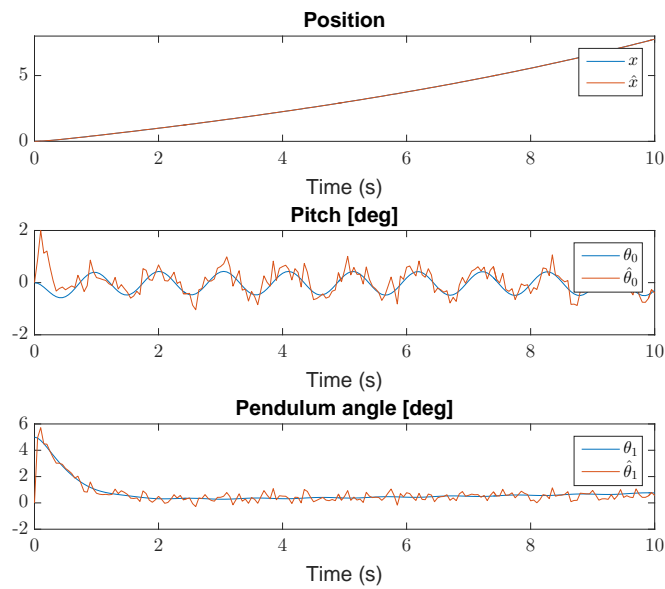 Position
5
0
x
x̂
0 2 4 6 8 10
Time (s)
Pitch [deg]
2
0
-2
θ₀
θ̂₀
0 2 4 6 8 10
Time (s)
Pendulum angle [deg]
6
4
2
0
-2
θ₁
θ̂₁
0 2 4 6 8 10
Time (s)